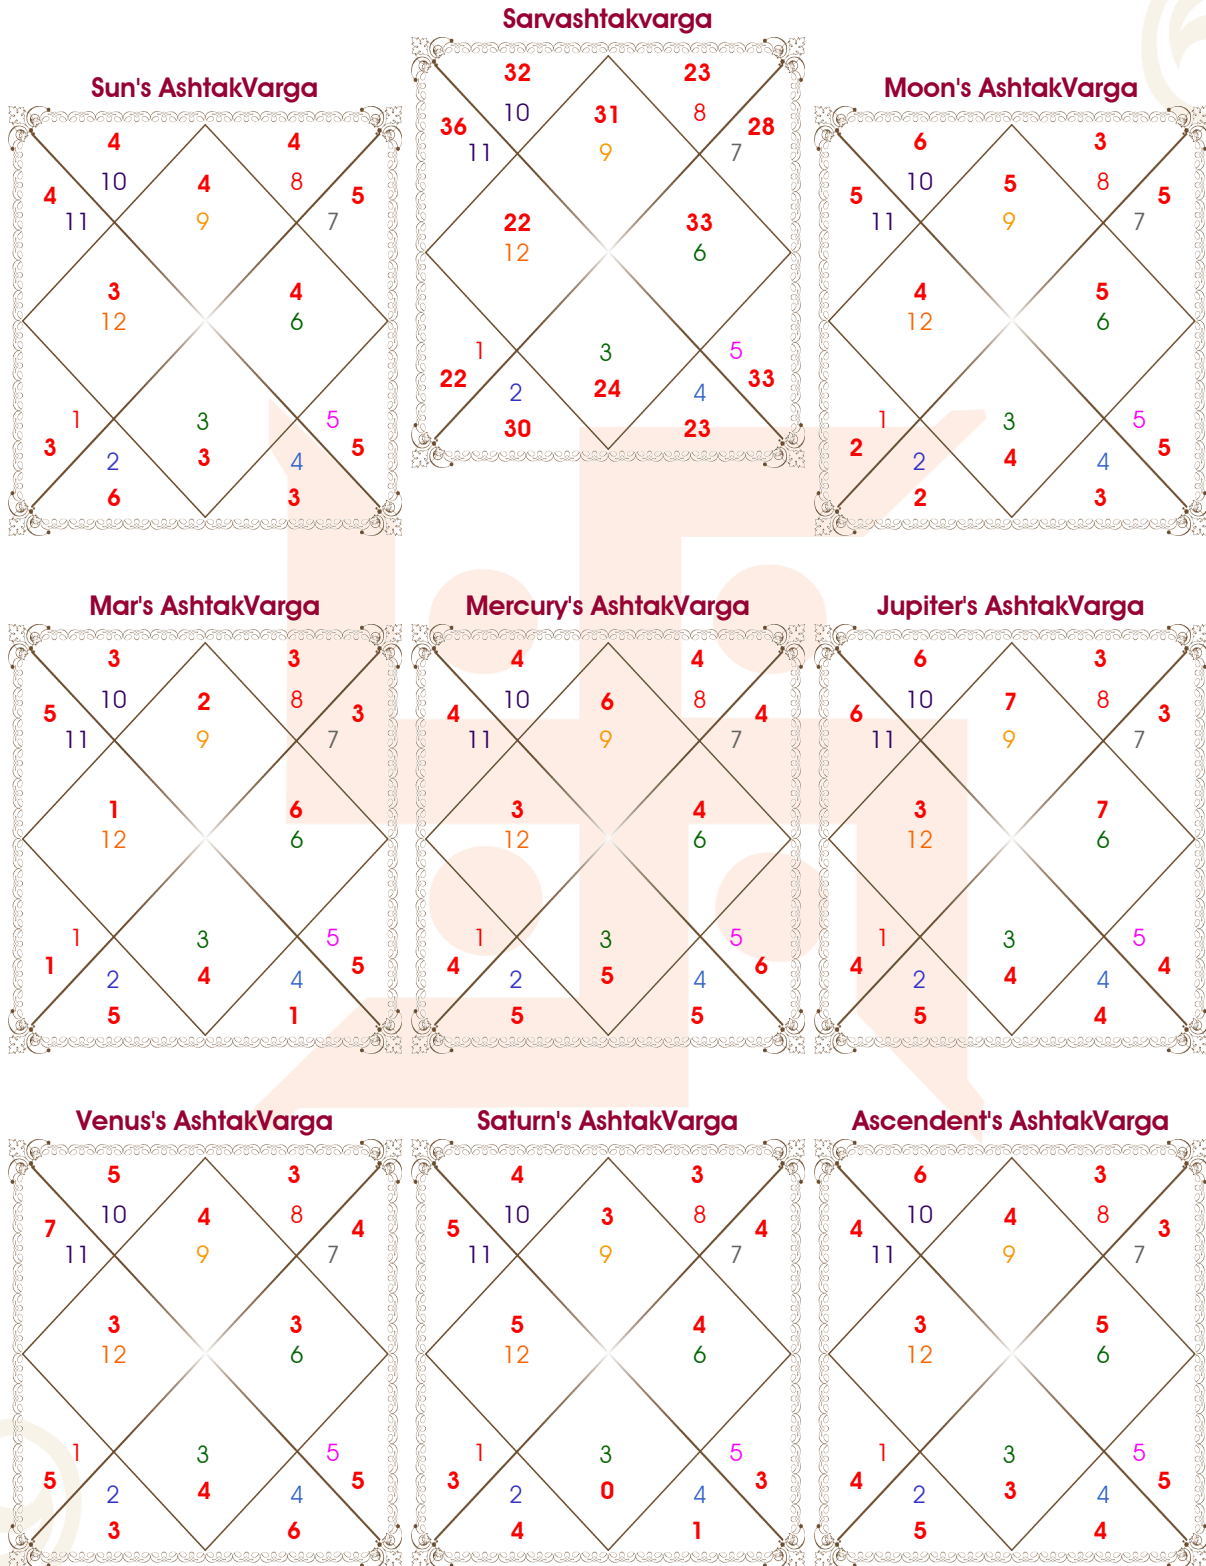 Sarvashtakvarga
32 23
10 31 8
36 28
11 9 7
22 33
12 6
1 3 5
22 24 33
2 4
30 23
Sun's AshtakVarga
4 4
10 4 8
4 5
11 9 7
3 4
12 6
1 3 5
3 3 5
2 4
6 3
Moon's AshtakVarga
6 3
10 5 8
5 5
11 9 7
4 5
12 6
1 3 5
2 4 5
2 4
2 3
Mar's AshtakVarga
3 3
10 2 8
5 3
11 9 7
1 6
12 6
1 3 5
1 4 5
2 4
5 1
Mercury's AshtakVarga
4 4
10 6 8
4 4
11 9 7
3 4
12 6
1 3 5
4 5 6
2 4
5 5
Jupiter's AshtakVarga
6 3
10 7 8
6 3
11 9 7
3 7
12 6
1 3 5
4 4 4
2 4
5 4
Venus's AshtakVarga
5 3
10 4 8
7 4
11 9 7
3 3
12 6
1 3 5
5 4 5
2 4
3 6
Saturn's AshtakVarga
4 3
10 3 8
5 4
11 9 7
5 4
12 6
1 3 5
3 0 3
2 4
4 1
Ascendent's AshtakVarga
6 3
10 4 8
4 3
11 9 7
3 5
12 6
1 3 5
4 3 5
2 4
5 4